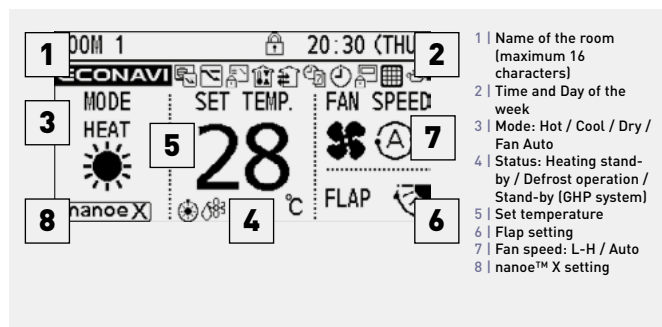 1
OOM 1
20:30 (THU
2
ECONAVI
MODE
SET TEMP.
FAN SPEED
3
HEAT
5
28
A
7
8
nanoe X
4
°C
FLAP
6
1 | Name of the room
(maximum 16
characters)
2 | Time and Day of the
week
3 | Mode: Hot / Cool / Dry /
Fan Auto
4 | Status: Heating stand-
by / Defrost operation /
Stand-by (GHP system)
5 | Set temperature
6 | Flap setting
7 | Fan speed: L-H / Auto
8 | nanoe™ X setting